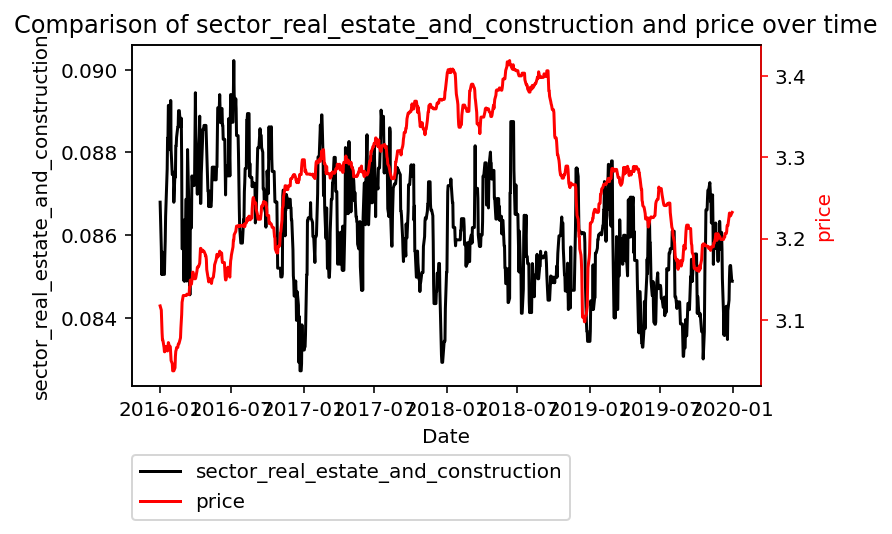 Comparison of sector_real_estate_and_construction and price over time
sector_real_estate_and_construction
0.090
0.088
0.086
0.084
3.4
3.3
3.2
3.1
price
2016-01 2016-07 2017-01 2017-07 2018-01 2018-07 2019-01 2019-07 2020-01
Date
sector_real_estate_and_construction
price